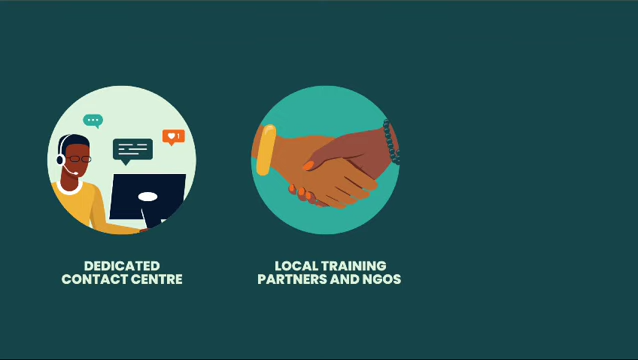 DEDICATED
CONTACT CENTRE
LOCAL TRAINING
PARTNERS AND NGOS